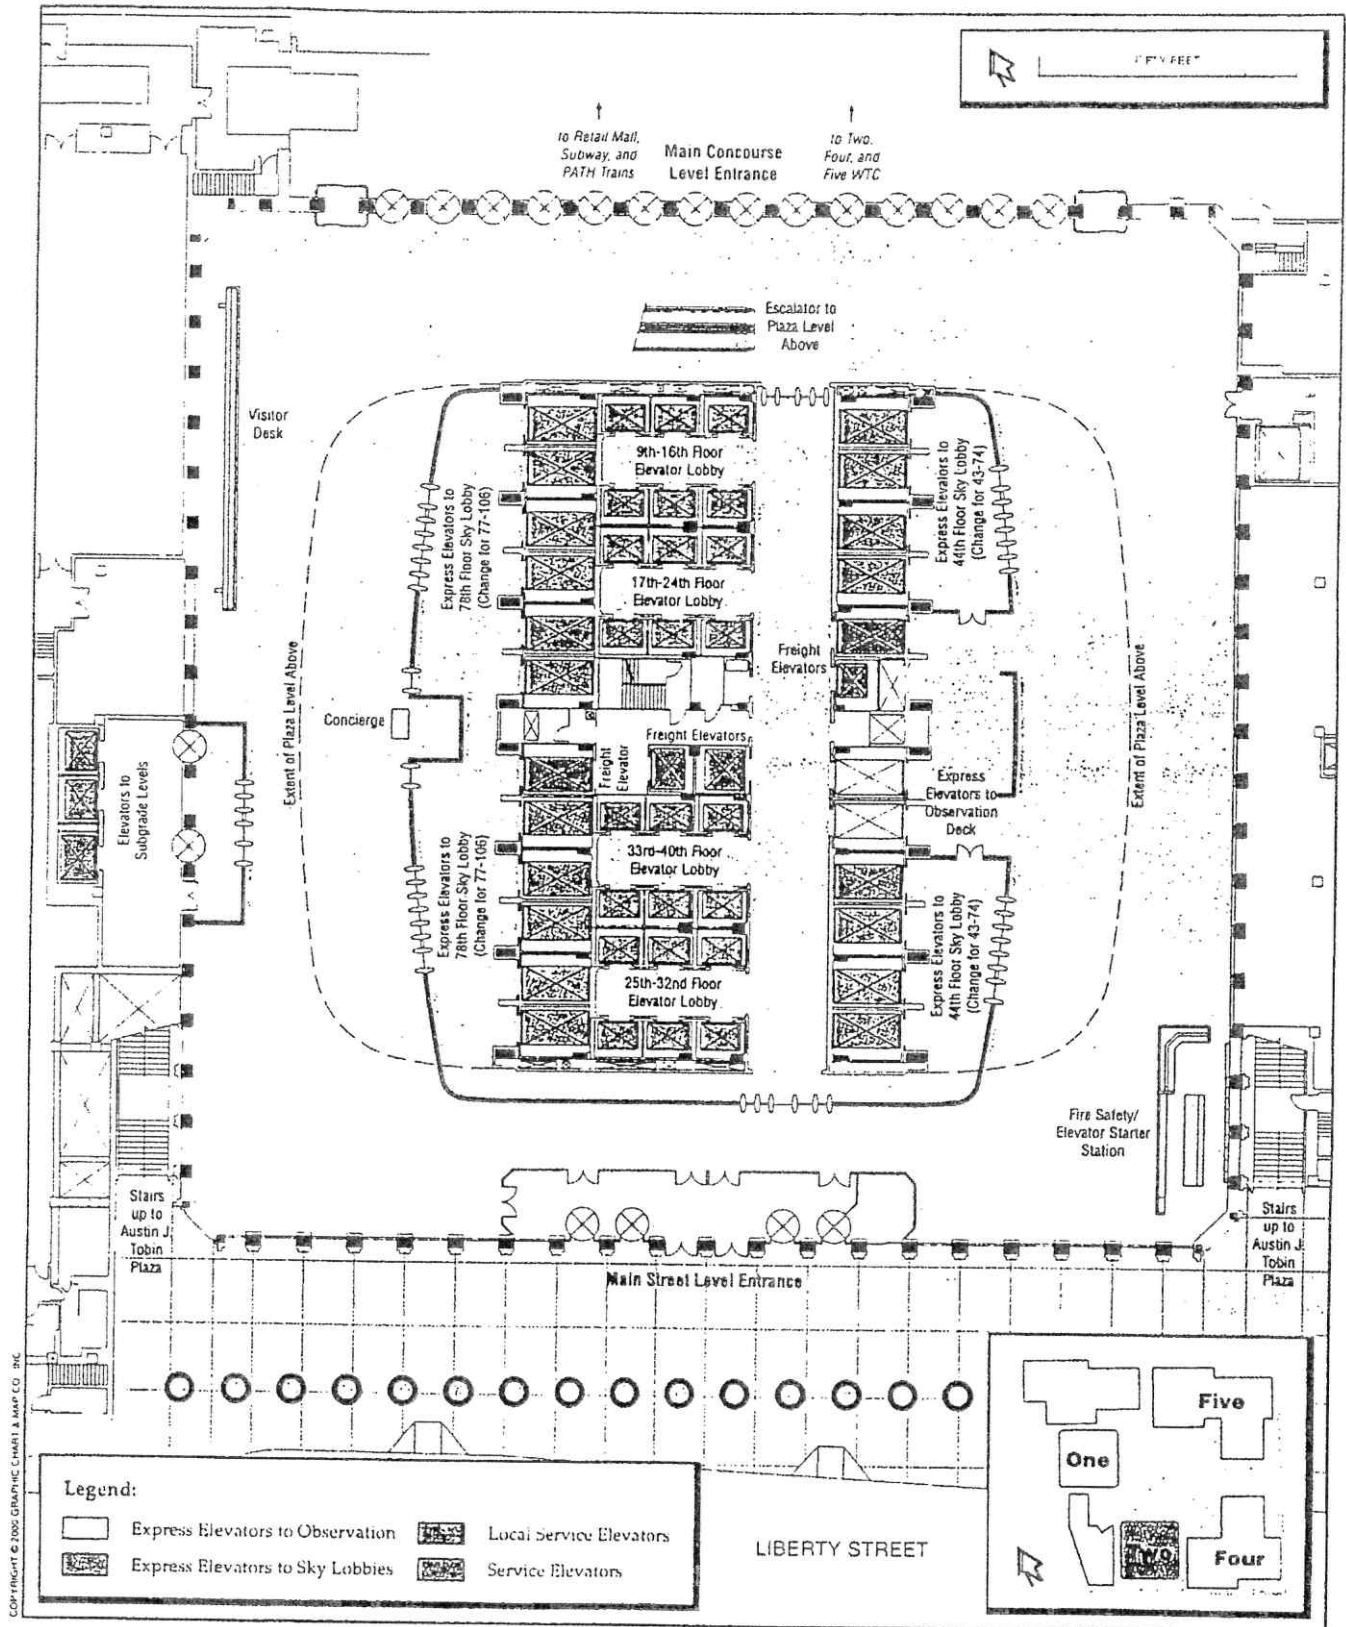 to Retail Mall,
Subway, and
PATH Trains
Main Concourse
Level Entrance
to Two,
Four, and
Five WTC
Escalator to
Plaza Level
Above
Visitor
Desk
9th-16th Floor
Elevator Lobby
Express Elevators to
78th Floor Sky Lobby
(Change for 77-106)
Express Elevators to
44th Floor Sky Lobby
(Change for 43-74)
17th-24th Floor
Elevator Lobby
Freight
Elevators
Extent of Plaza Level Above
Extent of Plaza Level Above
Concierge
Freight Elevators
Freight
Elevator
Elevators to
Subgrade Levels
Express
Elevators to
Observation
Deck
33rd-40th Floor
Elevator Lobby
Express Elevators to
78th Floor Sky Lobby
(Change for 77-106)
Express Elevators to
44th Floor Sky Lobby
(Change for 43-74)
25th-32nd Floor
Elevator Lobby
Fire Safety/
Elevator Starter
Station
Stairs
up to
Austin J
Tobin
Plaza
Stairs
up to
Austin J
Tobin
Plaza
Main Street Level Entrance
Legend:
Express Elevators to Observation
Local Service Elevators
Express Elevators to Sky Lobbies
Service Elevators
LIBERTY STREET
Five
One
Two
Four
COPYRIGHT © 2000 GRAPHIC CHART & MAP CO INC